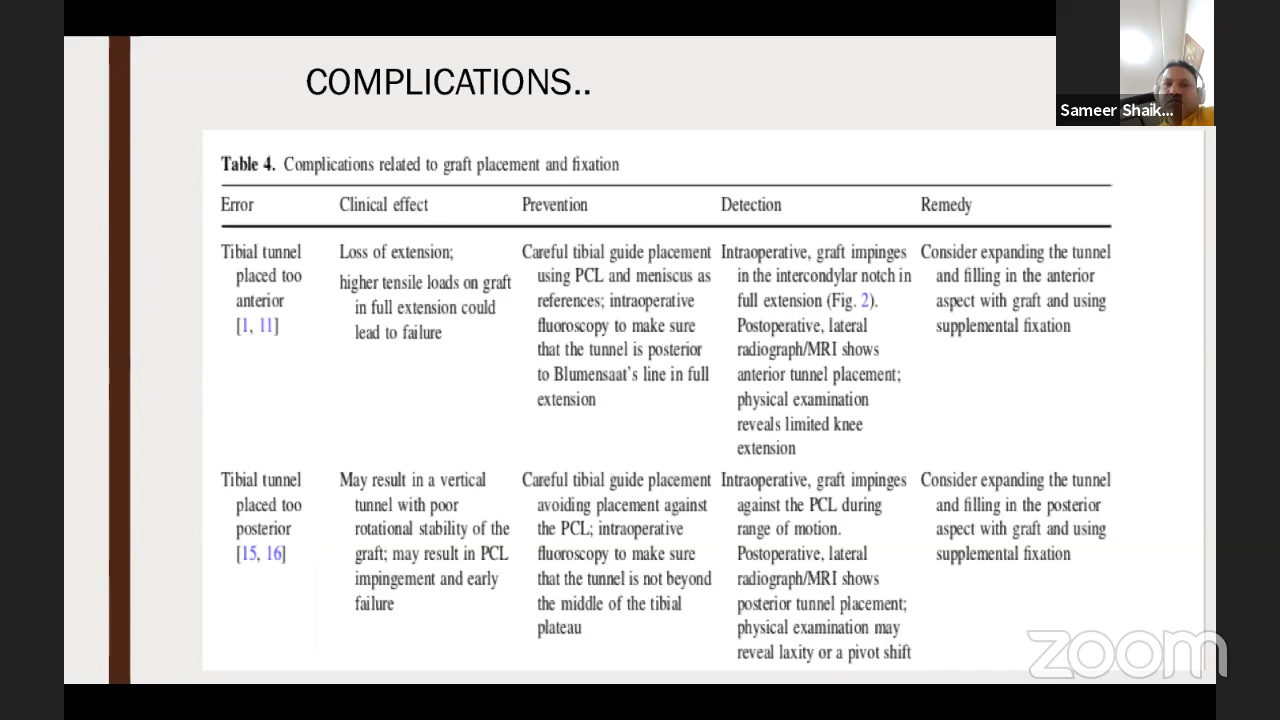 COMPLICATIONS..
Sameer Shaik...
Table 4. Complications related to graft placement and fixation
Error Clinical effect Prevention Detection Remedy
Tibial tunnel
placed too
anterior
[1, 11]
Loss of extension;
higher tensile loads on graft
in full extension could
lead to failure
Careful tibial guide placement
using PCL and meniscus as
references; intraoperative
fluoroscopy to make sure
that the tunnel is posterior
to Blumensaat's line in full
extension
Intraoperative, graft impinges
in the intercondylar notch in
full extension (Fig. 2).
Postoperative, lateral
radiograph/MRI shows
anterior tunnel placement;
physical examination
reveals limited knee
extension
Consider expanding the tunnel
and filling in the anterior
aspect with graft and using
supplemental fixation
Tibial tunnel
placed too
posterior
[15, 16]
May result in a vertical
tunnel with poor
rotational stability of the
graft; may result in PCL
impingement and early
failure
Careful tibial guide placement
avoiding placement against
the PCL; intraoperative
fluoroscopy to make sure
that the tunnel is not beyond
the middle of the tibial
plateau
Intraoperative, graft impinges
against the PCL during
range of motion.
Postoperative, lateral
radiograph/MRI shows
posterior tunnel placement;
physical examination may
reveal laxity or a pivot shift
Consider expanding the tunnel
and filling in the posterior
aspect with graft and using
supplemental fixation
zoom